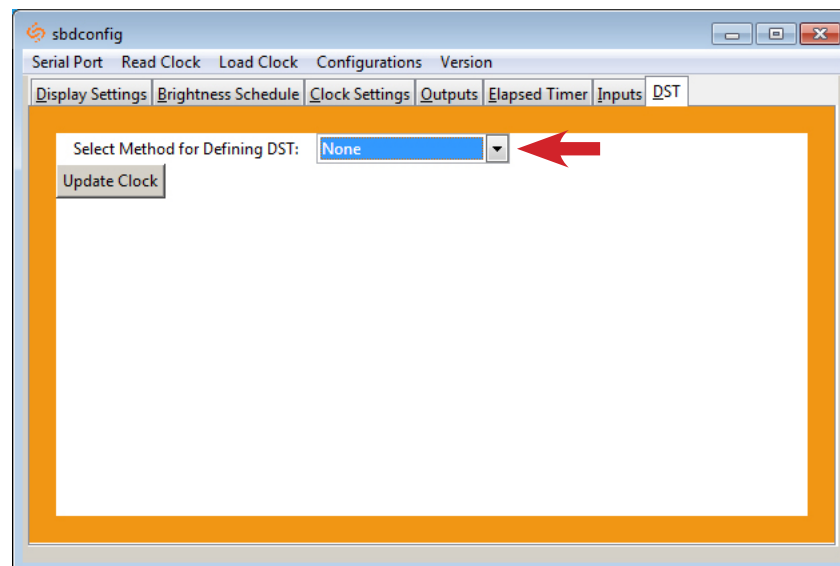 sbdconfig
Serial Port Read Clock Load Clock Configurations Version
Display Settings Brightness Schedule Clock Settings Outputs Elapsed Timer Inputs DST
Select Method for Defining DST: None
Update Clock